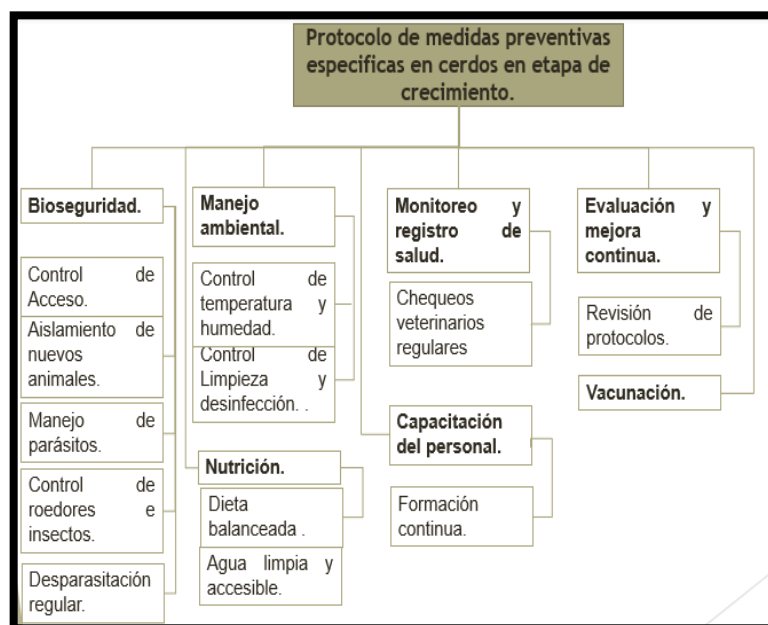 Protocolo de medidas preventivas
especificas en cerdos en etapa de
crecimiento.
Bioseguridad.
Control de
Acceso.
Aislamiento de
nuevos
animales.
Manejo de
parásitos.
Control de
roedores e
insectos.
Desparasitación
regular.
Manejo
ambiental.
Control de
temperatura y
humedad.
Control de
Limpieza y
desinfección. .
Nutrición.
Dieta
balanceada .
Agua limpia y
accesible.
Monitoreo y
registro de
salud.
Chequeos
veterinarios
regulares
Capacitación
del personal.
Formación
continua.
Evaluación y
mejora
continua.
Revisión de
protocolos.
Vacunación.